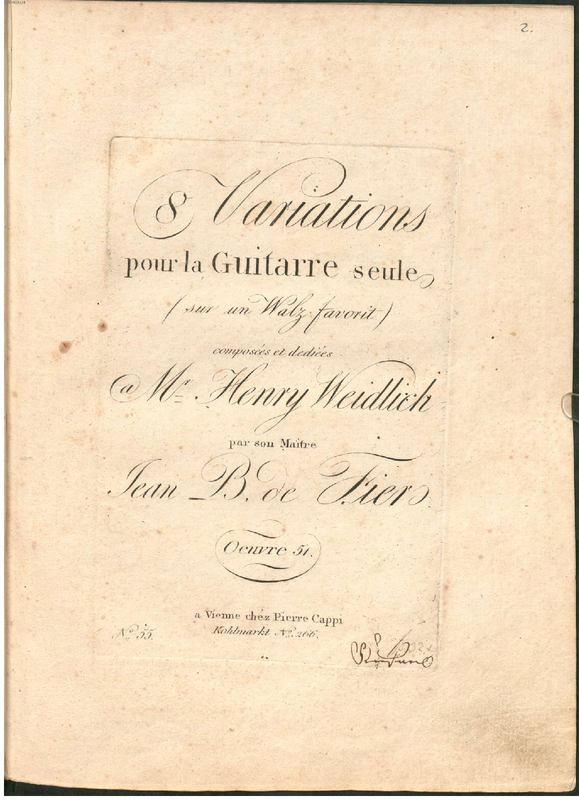 2.
8 Variations
pour la Guitarre seule
( sur un Walz favorit )
composées et dediées
a Mr. Henry Weidlich
par son Maitre
Jean B. de Fier
Oeuvre 51.
a Vienne chéz Pierre Cappi
Kohlmarkt No. 266.
No. 55.